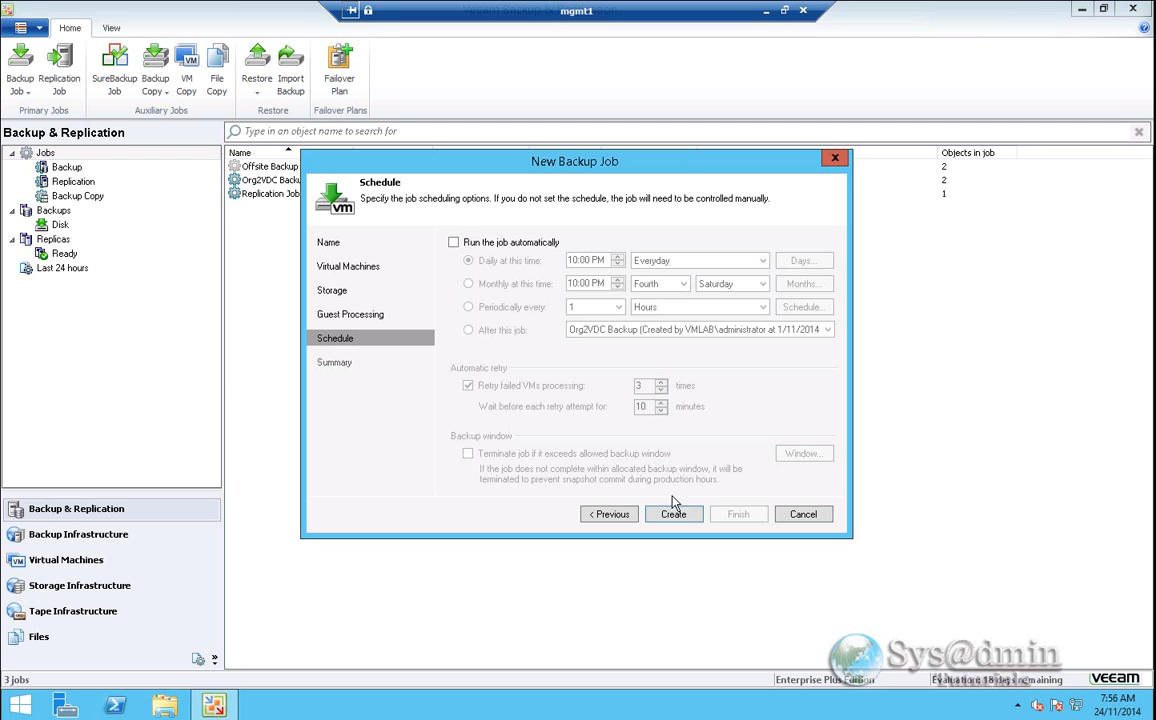 mgmt1
Home
View
Backup Job
Replication Job
SureBackup Job
Backup Copy
VM Copy
File Copy
Restore
Import Backup
Failover Plan
Primary Jobs
Auxiliary Jobs
Restore
Failover Plans
Backup & Replication
Type in an object name to search for
Jobs
Backup
Replication
Backup Copy
Backups
Disk
Replicas
Ready
Last 24 hours
Name
Objects in job
Offsite Backup
2
Org2VDC Backu
2
Replication Job
1
New Backup Job
vm
Schedule
Specify the job scheduling options. If you do not set the schedule, the job will need to be controlled manually.
Name
Virtual Machines
Storage
Guest Processing
Schedule
Summary
Run the job automatically
Daily at this time: 10:00 PM Everyday Days...
Monthly at this time: 10:00 PM Fourth Saturday Months...
Periodically every: 1 Hours Schedule...
After this job: Org2VDC Backup (Created by VMLAB\administrator at 1/11/2014
Automatic retry
Retry failed VMs processing: 3 times
Wait before each retry attempt for: 10 minutes
Backup window
Terminate job if it exceeds allowed backup window Window...
If the job does not complete within allocated backup window, it will be
terminated to prevent snapshot commit during production hours.
< Previous Create Finish Cancel
Backup & Replication
Backup Infrastructure
Virtual Machines
Storage Infrastructure
Tape Infrastructure
Files
Sys@dmin
Tutorials
3 jobs
Enterprise Plus Edition
Evaluation: 18 days remaining
veeam
7:56 AM
24/11/2014